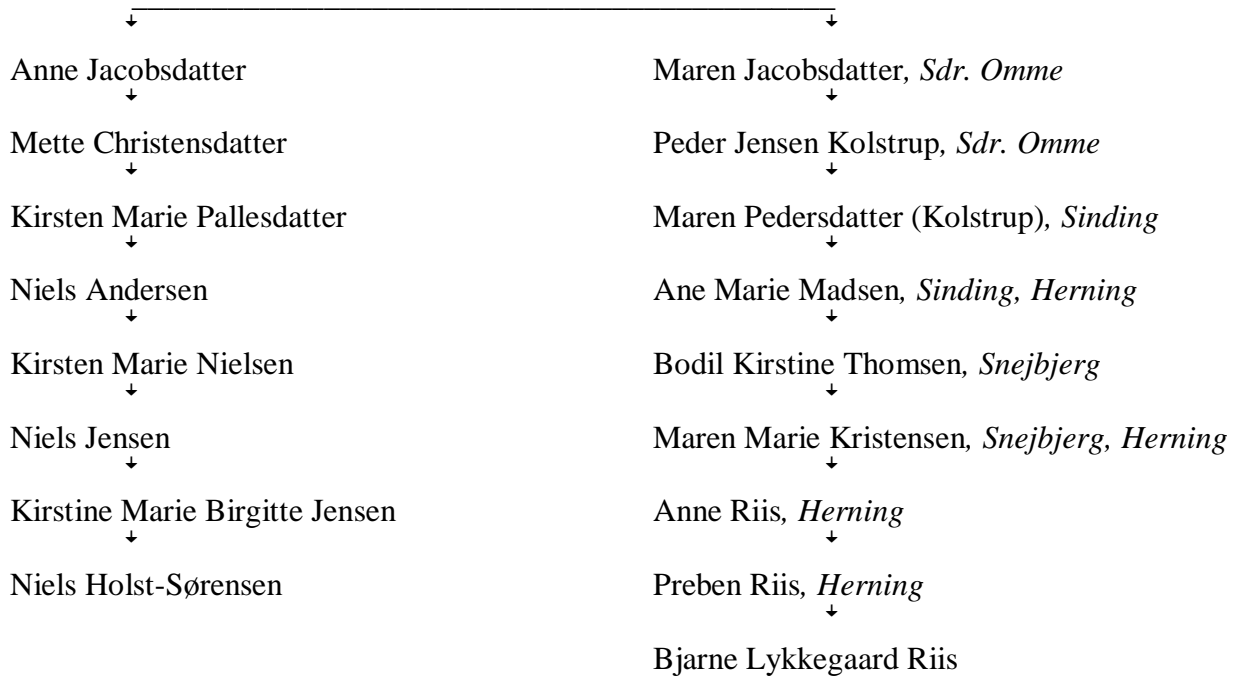 Anne Jacobsdatter Maren Jacobsdatter, Sdr. Omme
Mette Christensdatter Peder Jensen Kolstrup, Sdr. Omme
Kirsten Marie Pallesdatter Maren Pedersdatter (Kolstrup), Sinding
Niels Andersen Ane Marie Madsen, Sinding, Herning
Kirsten Marie Nielsen Bodil Kirstine Thomsen, Snejbjerg
Niels Jensen Maren Marie Kristensen, Snejbjerg, Herning
Kirstine Marie Birgitte Jensen Anne Riis, Herning
Niels Holst-Sørensen Preben Riis, Herning
Bjarne Lykkegaard Riis